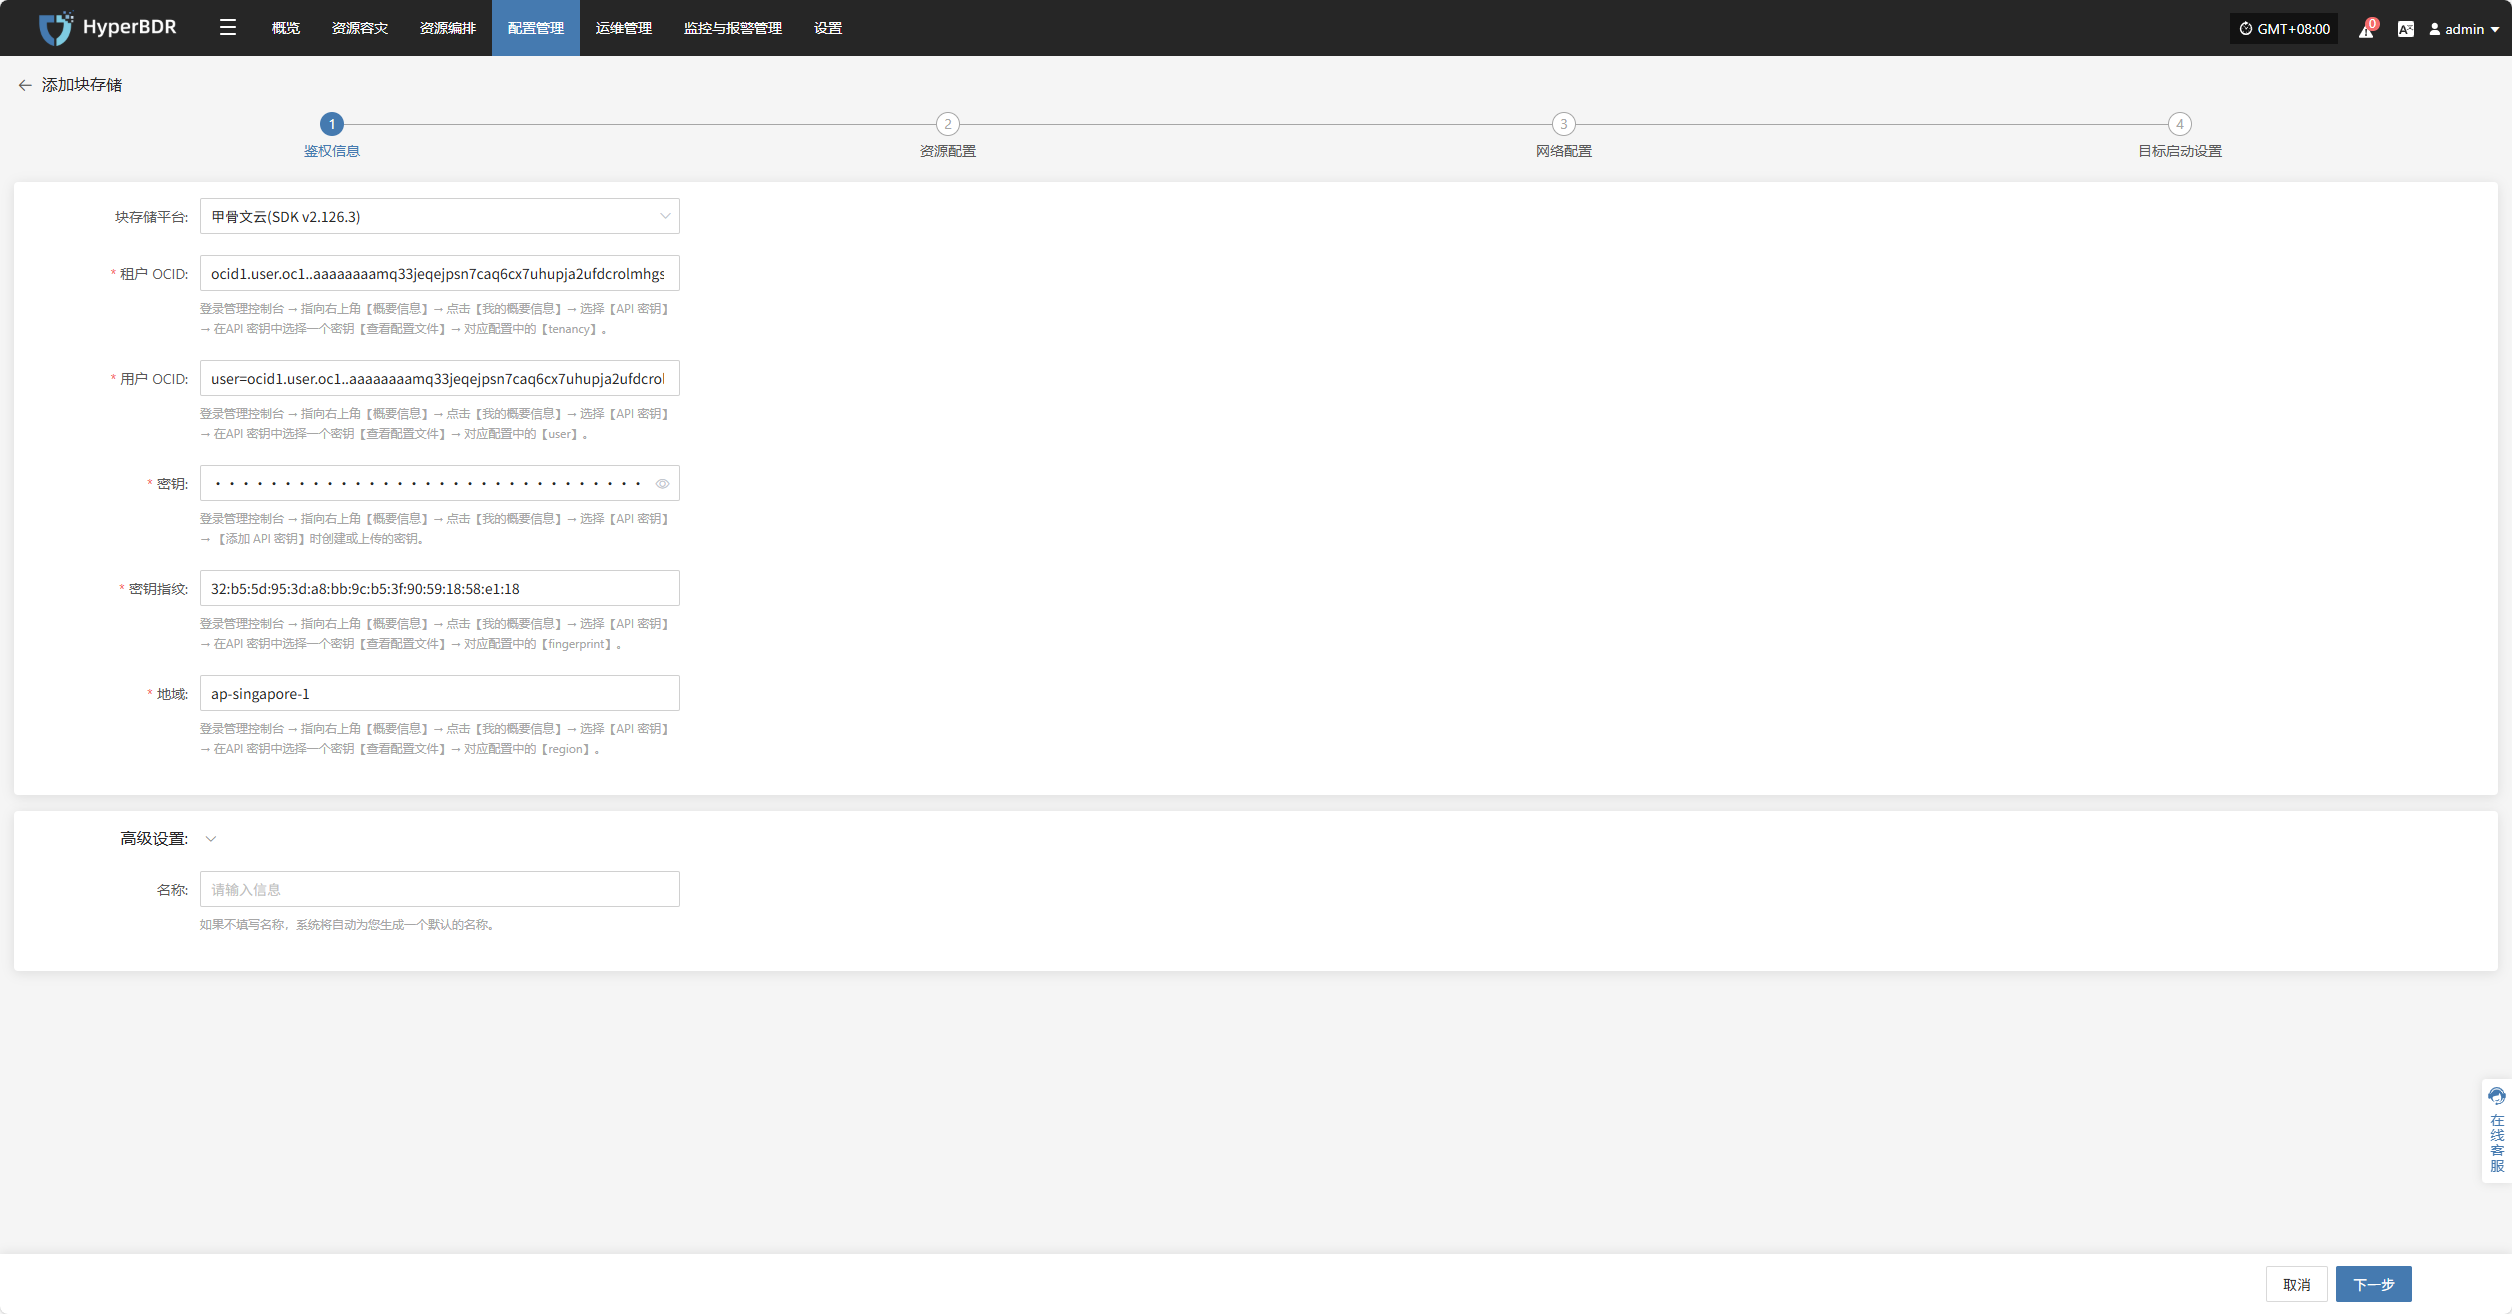 HyperBDR
概览 资源容灾 资源编排 配置管理 运维管理 监控与报警管理 设置
GMT+08:00 0 admin
添加块存储
1 2 3 4
鉴权信息 资源配置 网络配置 目标启动设置
块存储平台: 甲骨文云(SDK v2.126.3)
* 租户 OCID: ocid1.user.oc1..aaaaaaaamq33jeqejpsn7caq6cx7uhupja2ufdcrolmhgs
登录管理控制台 → 指向右上角【概要信息】→ 点击【我的概要信息】→ 选择【API 密钥】
→ 在API 密钥中选择一个密钥【查看配置文件】→ 对应配置中的【tenancy】。
* 用户 OCID: user=ocid1.user.oc1..aaaaaaaamq33jeqejpsn7caq6cx7uhupja2ufdcrol
登录管理控制台 → 指向右上角【概要信息】→ 点击【我的概要信息】→ 选择【API 密钥】
→ 在API 密钥中选择一个密钥【查看配置文件】→ 对应配置中的【user】。
* 密钥: •••••••••••••••••••••••••••••••
登录管理控制台 → 指向右上角【概要信息】→ 点击【我的概要信息】→ 选择【API 密钥】
→ 【添加 API 密钥】时创建或上传的密钥。
* 密钥指纹: 32:b5:5d:95:3d:a8:bb:9c:b5:3f:90:59:18:58:e1:18
登录管理控制台 → 指向右上角【概要信息】→ 点击【我的概要信息】→ 选择【API 密钥】
→ 在API 密钥中选择一个密钥【查看配置文件】→ 对应配置中的【fingerprint】。
* 地域: ap-singapore-1
登录管理控制台 → 指向右上角【概要信息】→ 点击【我的概要信息】→ 选择【API 密钥】
→ 在API 密钥中选择一个密钥【查看配置文件】→ 对应配置中的【region】。
高级设置:
名称: 请输入信息
如果不填写名称，系统将自动为您生成一个默认的名称。
在线客服
取消 下一步